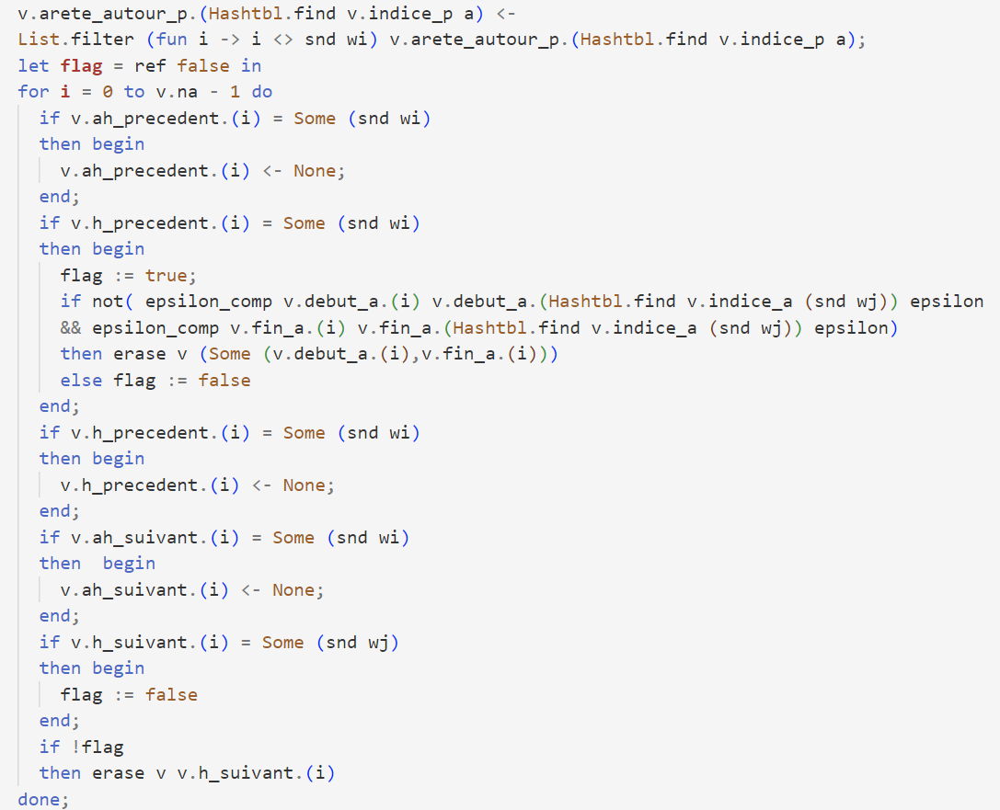 v.arete_autour_p.(Hashtbl.find v.indice_p a) <-
List.filter (fun i -> i <> snd wi) v.arete_autour_p.(Hashtbl.find v.indice_p a);
let flag = ref false in
for i = 0 to v.na - 1 do
  if v.ah_precedent.(i) = Some (snd wi)
  then begin
    v.ah_precedent.(i) <- None;
  end;
  if v.h_precedent.(i) = Some (snd wi)
  then begin
    flag := true;
    if not( epsilon_comp v.debut_a.(i) v.debut_a.(Hashtbl.find v.indice_a (snd wj)) epsilon
    && epsilon_comp v.fin_a.(i) v.fin_a.(Hashtbl.find v.indice_a (snd wj)) epsilon)
    then erase v (Some (v.debut_a.(i),v.fin_a.(i)))
    else flag := false
  end;
  if v.h_precedent.(i) = Some (snd wi)
  then begin
    v.h_precedent.(i) <- None;
  end;
  if v.ah_suivant.(i) = Some (snd wi)
  then  begin
    v.ah_suivant.(i) <- None;
  end;
  if v.h_suivant.(i) = Some (snd wj)
  then begin
    flag := false
  end;
  if !flag
  then erase v v.h_suivant.(i)
done;